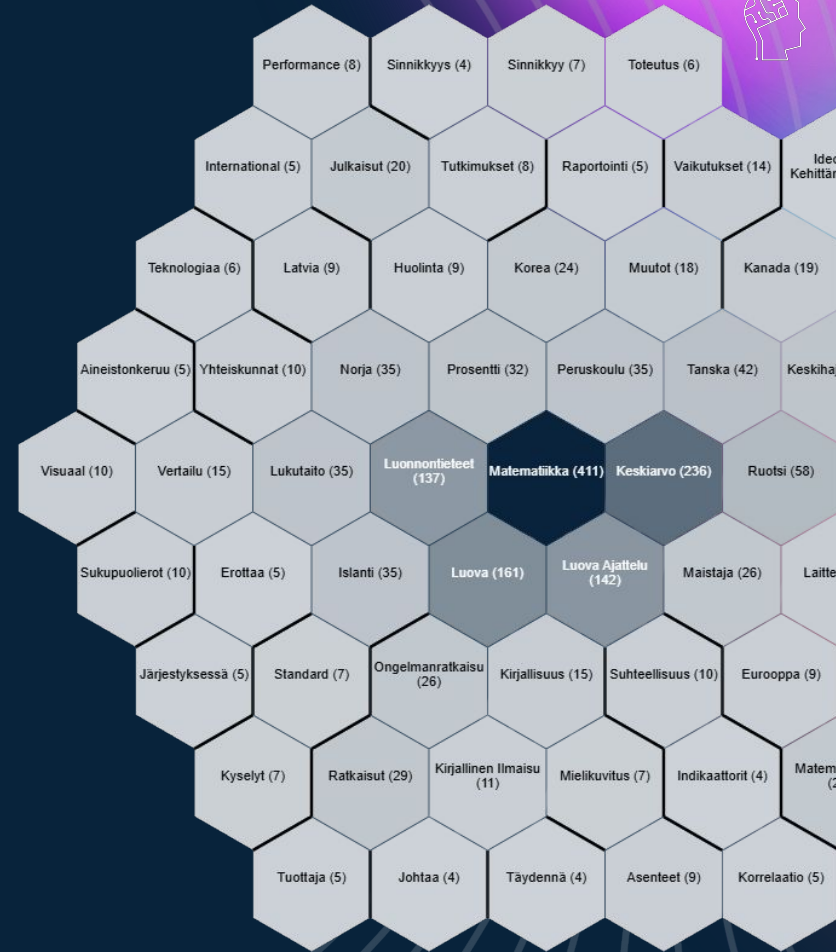 Performance (8)
Sinnikkyys (4)
Sinnikkyy (7)
Toteutus (6)
International (5)
Julkaisut (20)
Tutkimukset (8)
Raportointi (5)
Vaikutukset (14)
Teknologiaa (6)
Latvia (9)
Huolinta (9)
Korea (24)
Muutot (18)
Kanada (19)
Aineistonkeruu (5)
Yhteiskunnat (10)
Norja (35)
Prosentti (32)
Peruskoulu (35)
Tanska (42)
Visuaal (10)
Vertailu (15)
Lukutaito (35)
Luonnontieteet
(137)
Matematiikka (411)
Keskiarvo (236)
Ruotsi (58)
Sukupuolierot (10)
Erottaa (5)
Islanti (35)
Luova (161)
Luova Ajattelu
(142)
Maistaja (26)
Järjestyksessä (5)
Standard (7)
Ongelmanratkaisu
(26)
Kirjallisuus (15)
Suhteellisuus (10)
Eurooppa (9)
Kyselyt (7)
Ratkaisut (29)
Kirjallinen Ilmaisu
(11)
Mielikuvitus (7)
Indikaattorit (4)
Tuottaja (5)
Johtaa (4)
Täydennä (4)
Asenteet (9)
Korrelaatio (5)